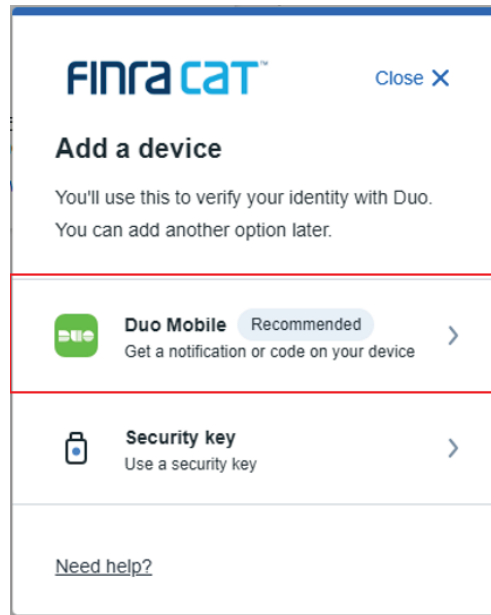 FINRA CAT™
Close X
Add a device
You'll use this to verify your identity with Duo.
You can add another option later.
DUO
Duo Mobile Recommended
Get a notification or code on your device
Security key
Use a security key
Need help?